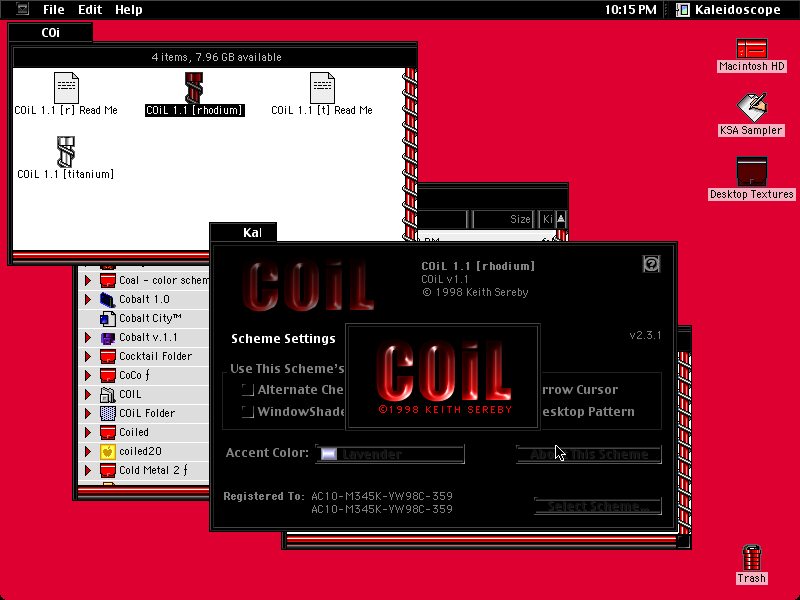 File Edit Help
10:15 PM
Kaleidoscope
COi
4 items, 7.96 GB available
COiL 1.1 [r] Read Me
COiL 1.1 [rhodium]
COiL 1.1 [t] Read Me
COiL 1.1 [titanium]
Macintosh HD
KSA Sampler
Desktop Textures
Size
Ki
Coal - color schem
Cobalt 1.0
Cobalt City™
Cobalt v.1.1
Cocktail Folder
CoCo ƒ
COIL
COiL Folder
Coiled
coiled20
Cold Metal 2 ƒ
Kal
COiL
COiL 1.1 [rhodium]
COiL v1.1
© 1998 Keith Sereby
Scheme Settings
v2.3.1
Use This Scheme's
Alternate Che
rrow Cursor
WindowShade
esktop Pattern
COiL
©1998 KEITH SEREBY
Accent Color:
Lavender
About This Scheme
Registered To:
AC10-M345K-VW98C-359
AC10-M345K-VW98C-359
Select Scheme...
Trash